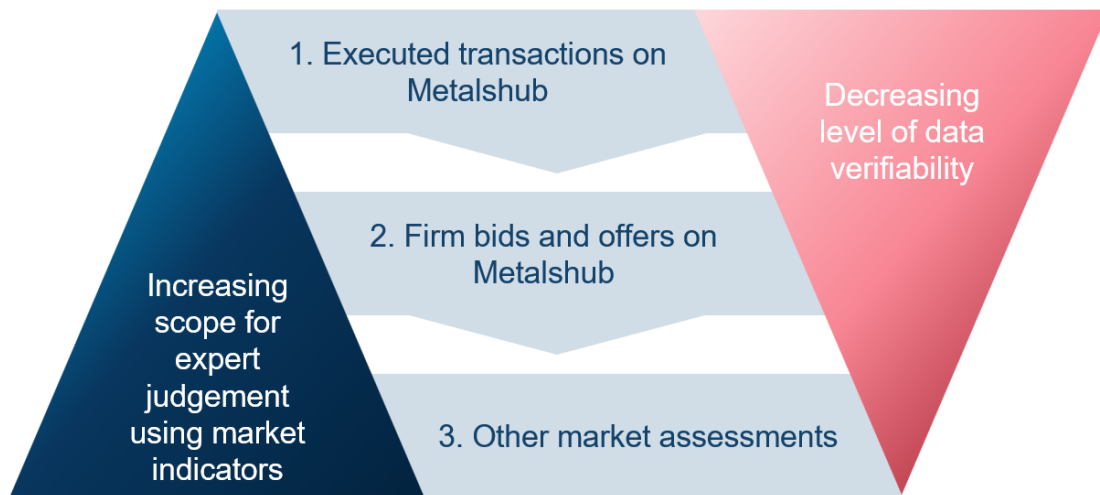 1. Executed transactions on
Metalshub
Decreasing
level of data
verifiability
2. Firm bids and offers on
Metalshub
Increasing
scope for
expert
judgement
using market
indicators
3. Other market assessments